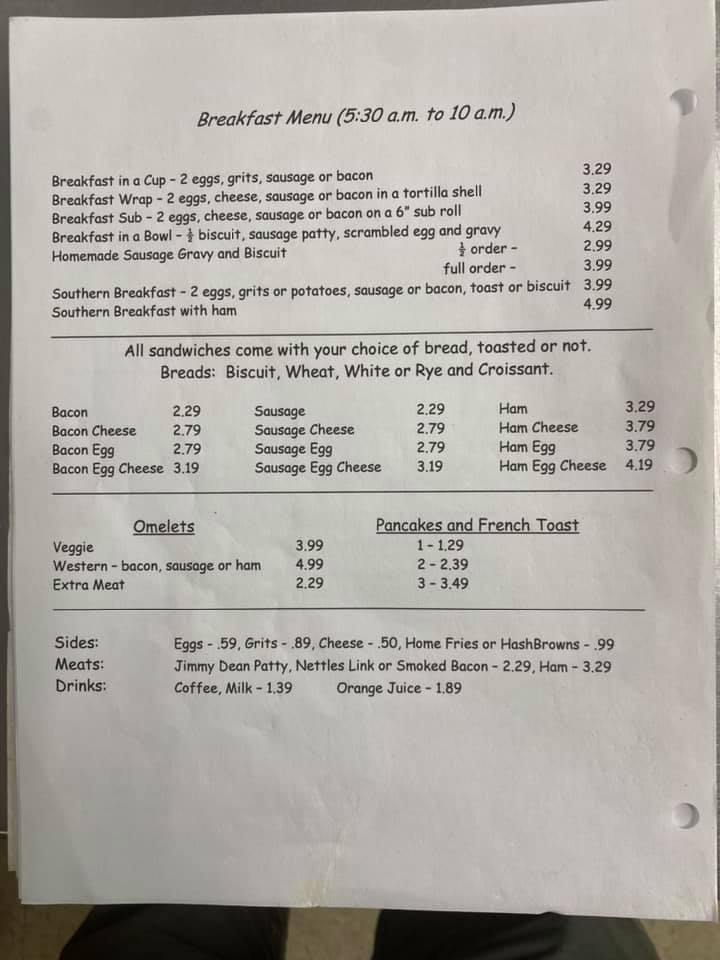 Breakfast Menu (5:30 a.m. to 10 a.m.)
Breakfast in a Cup - 2 eggs, grits, sausage or bacon 3.29
Breakfast Wrap - 2 eggs, cheese, sausage or bacon in a tortilla shell 3.29
Breakfast Sub - 2 eggs, cheese, sausage or bacon on a 6" sub roll 3.99
Breakfast in a Bowl - ½ biscuit, sausage patty, scrambled egg and gravy 4.29
Homemade Sausage Gravy and Biscuit ½ order - 2.99
full order - 3.99
Southern Breakfast - 2 eggs, grits or potatoes, sausage or bacon, toast or biscuit 3.99
Southern Breakfast with ham 4.99
All sandwiches come with your choice of bread, toasted or not.
Breads: Biscuit, Wheat, White or Rye and Croissant.
Bacon 2.29 Sausage 2.29 Ham 3.29
Bacon Cheese 2.79 Sausage Cheese 2.79 Ham Cheese 3.79
Bacon Egg 2.79 Sausage Egg 2.79 Ham Egg 3.79
Bacon Egg Cheese 3.19 Sausage Egg Cheese 3.19 Ham Egg Cheese 4.19
Omelets Pancakes and French Toast
Veggie 3.99 1 - 1.29
Western - bacon, sausage or ham 4.99 2 - 2.39
Extra Meat 2.29 3 - 3.49
Sides: Eggs - .59, Grits - .89, Cheese - .50, Home Fries or HashBrowns - .99
Meats: Jimmy Dean Patty, Nettles Link or Smoked Bacon - 2.29, Ham - 3.29
Drinks: Coffee, Milk - 1.39 Orange Juice - 1.89